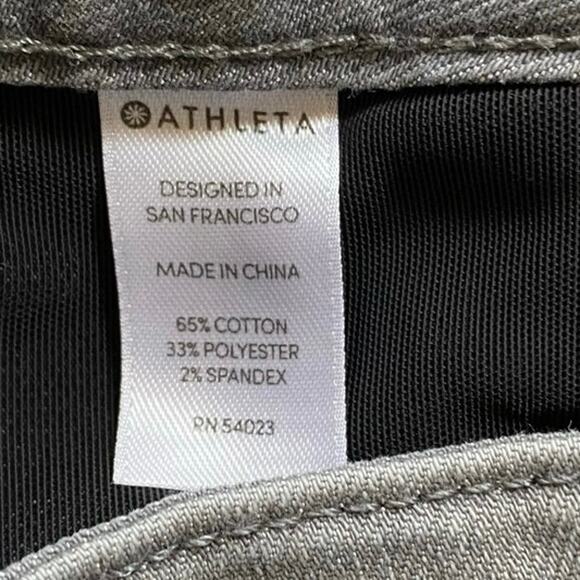 ATHLETA
DESIGNED IN
SAN FRANCISCO
MADE IN CHINA
65% COTTON
33% POLYESTER
2% SPANDEX
RN 54023